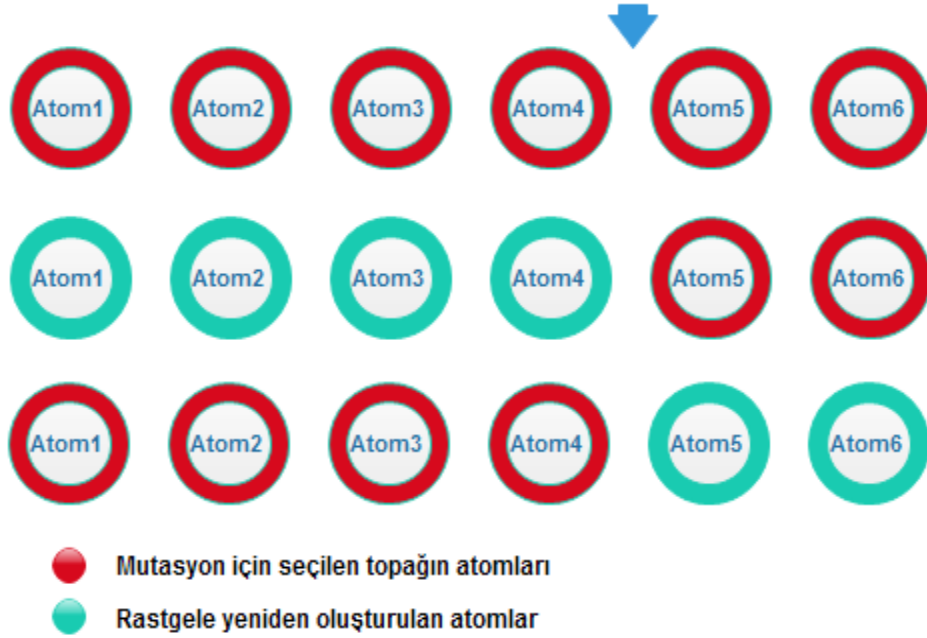 Atom1 Atom2 Atom3 Atom4 Atom5 Atom6
Atom1 Atom2 Atom3 Atom4 Atom5 Atom6
Atom1 Atom2 Atom3 Atom4 Atom5 Atom6
Mutasyon için seçilen topağın atomları
Rastgele yeniden oluşturulan atomlar